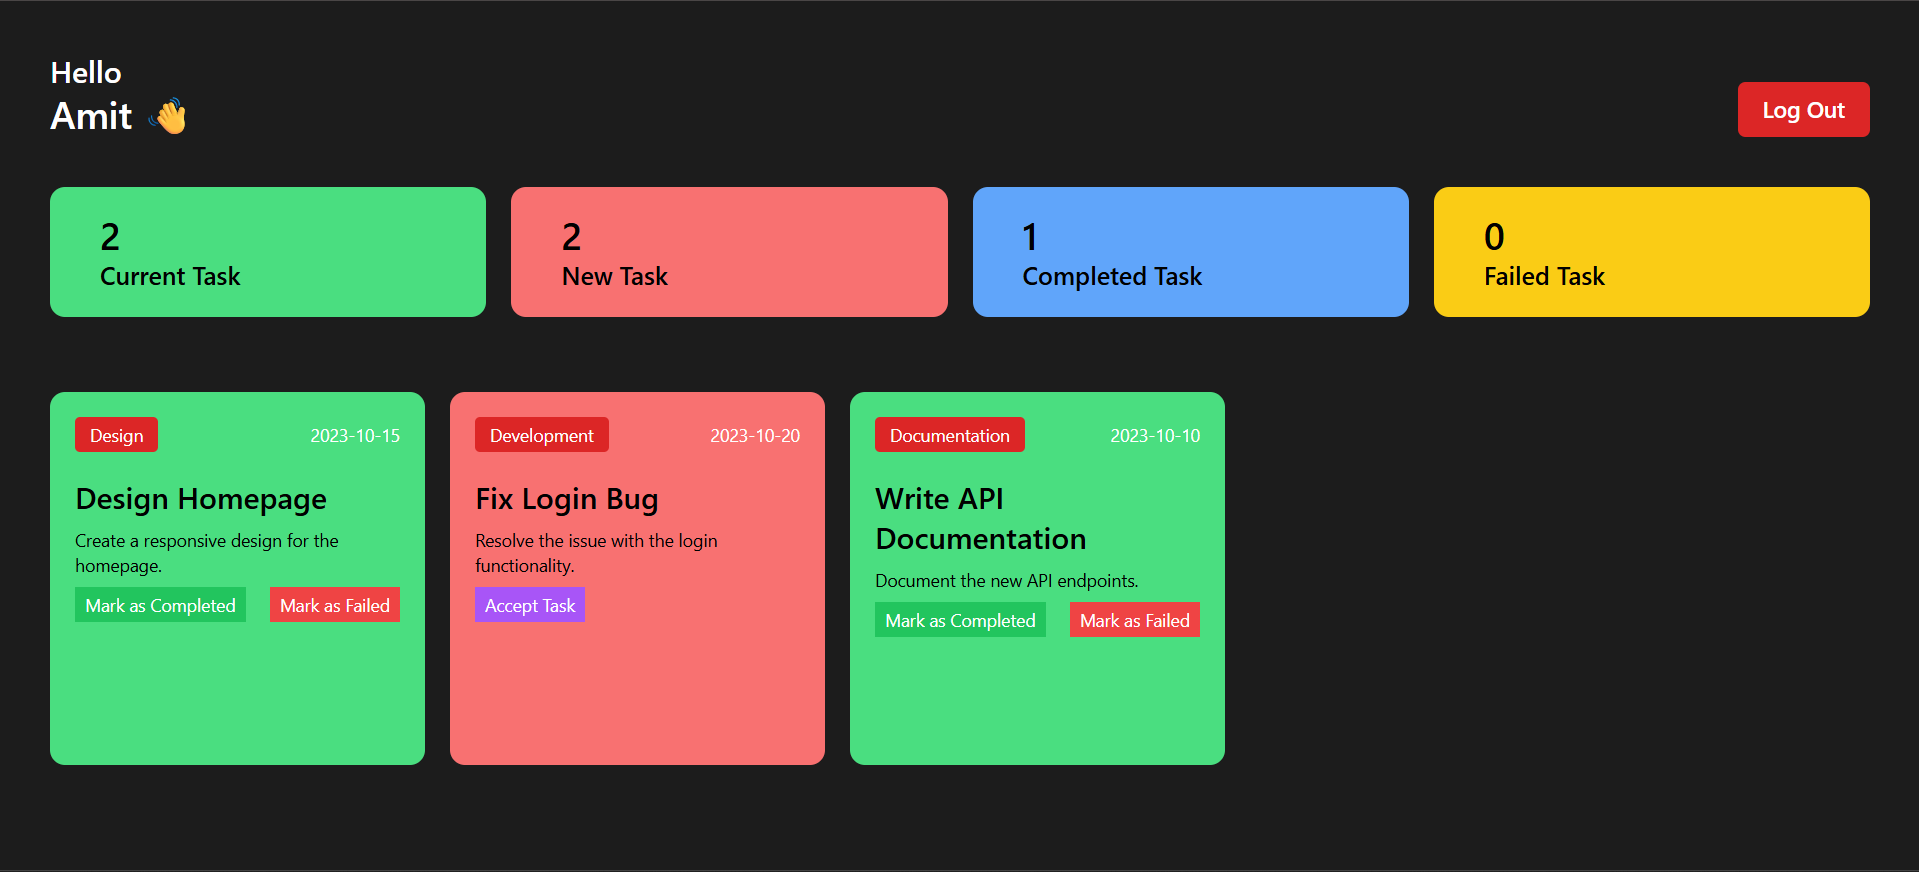 Hello
Amit 👋
Log Out
2
Current Task
2
New Task
1
Completed Task
0
Failed Task
Design
2023-10-15
Design Homepage
Create a responsive design for the
homepage.
Mark as Completed
Mark as Failed
Development
2023-10-20
Fix Login Bug
Resolve the issue with the login
functionality.
Accept Task
Documentation
2023-10-10
Write API
Documentation
Document the new API endpoints.
Mark as Completed
Mark as Failed